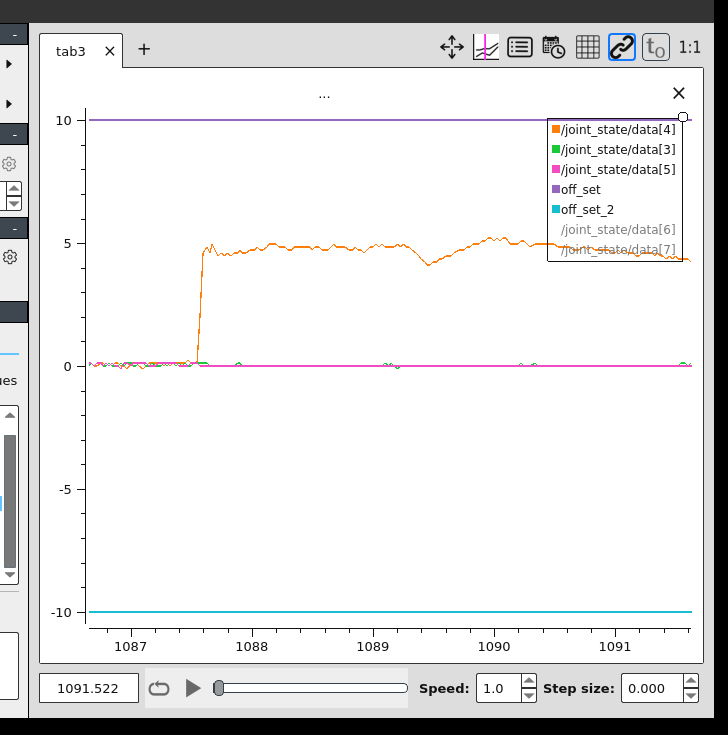 tab3
1:1
...
10
5
0
-5
-10
/joint_state/data[4]
/joint_state/data[3]
/joint_state/data[5]
off_set
off_set_2
/joint_state/data[6]
/joint_state/data[7]
1087 1088 1089 1090 1091
ues
1091.522
Speed: 1.0 Step size: 0.000
t₀